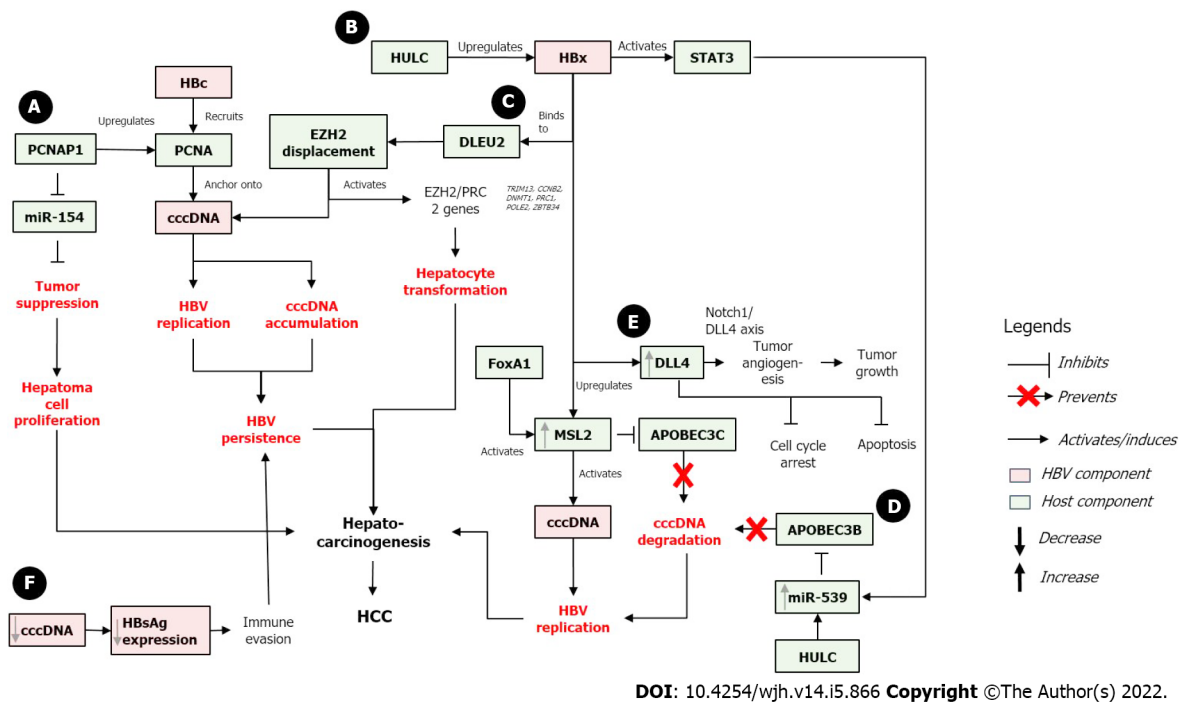 B
HULC
Upregulates
HBx
Activates
STAT3
HBc
A
C
Upregulates
Recruits
Binds
to
PCNAP1
PCNA
EZH2
displacement
DLEU2
Anchor onto
Activates
EZH2/PRC
2 genes
TRIM13, CCNB2,
DNMT1, PRC1,
POLE2, ZBTB34
miR-154
cccDNA
Tumor
suppression
HBV
replication
cccDNA
accumulation
Hepatocyte
transformation
E
Notch1/
DLL4 axis
Tumor
angiogen-
esis
Tumor
growth
FoxA1
DLL4
Upregulates
Hepatoma
cell
proliferation
HBV
persistence
Activates
MSL2
APOBEC3C
Cell cycle
arrest
Apoptosis
Activates
cccDNA
cccDNA
degradation
D
APOBEC3B
Hepato-
carcinogenesis
HCC
HBV
replication
miR-539
HULC
F
cccDNA
HBsAg
expression
Immune
evasion
Legends
Inhibits
Prevents
Activates/induces
HBV component
Host component
Decrease
Increase
DOI: 10.4254/wjh.v14.i5.866 Copyright ©The Author(s) 2022.